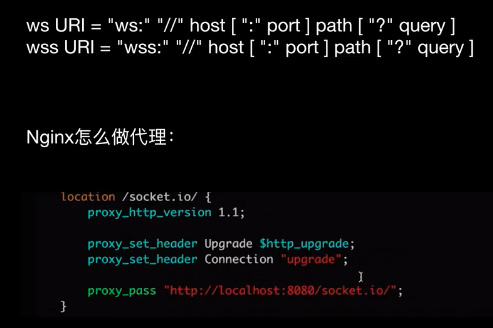 ws URI = "ws:" "//" host [ ":" port ] path [ "?" query ]
wss URI = "wss:" "//" host [ ":" port ] path [ "?" query ]
Nginx怎么做代理：
location /socket.io/ {
proxy_http_version 1.1;
proxy_set_header Upgrade $http_upgrade;
proxy_set_header Connection "upgrade";
proxy_pass "http://localhost:8080/socket.io/";
}